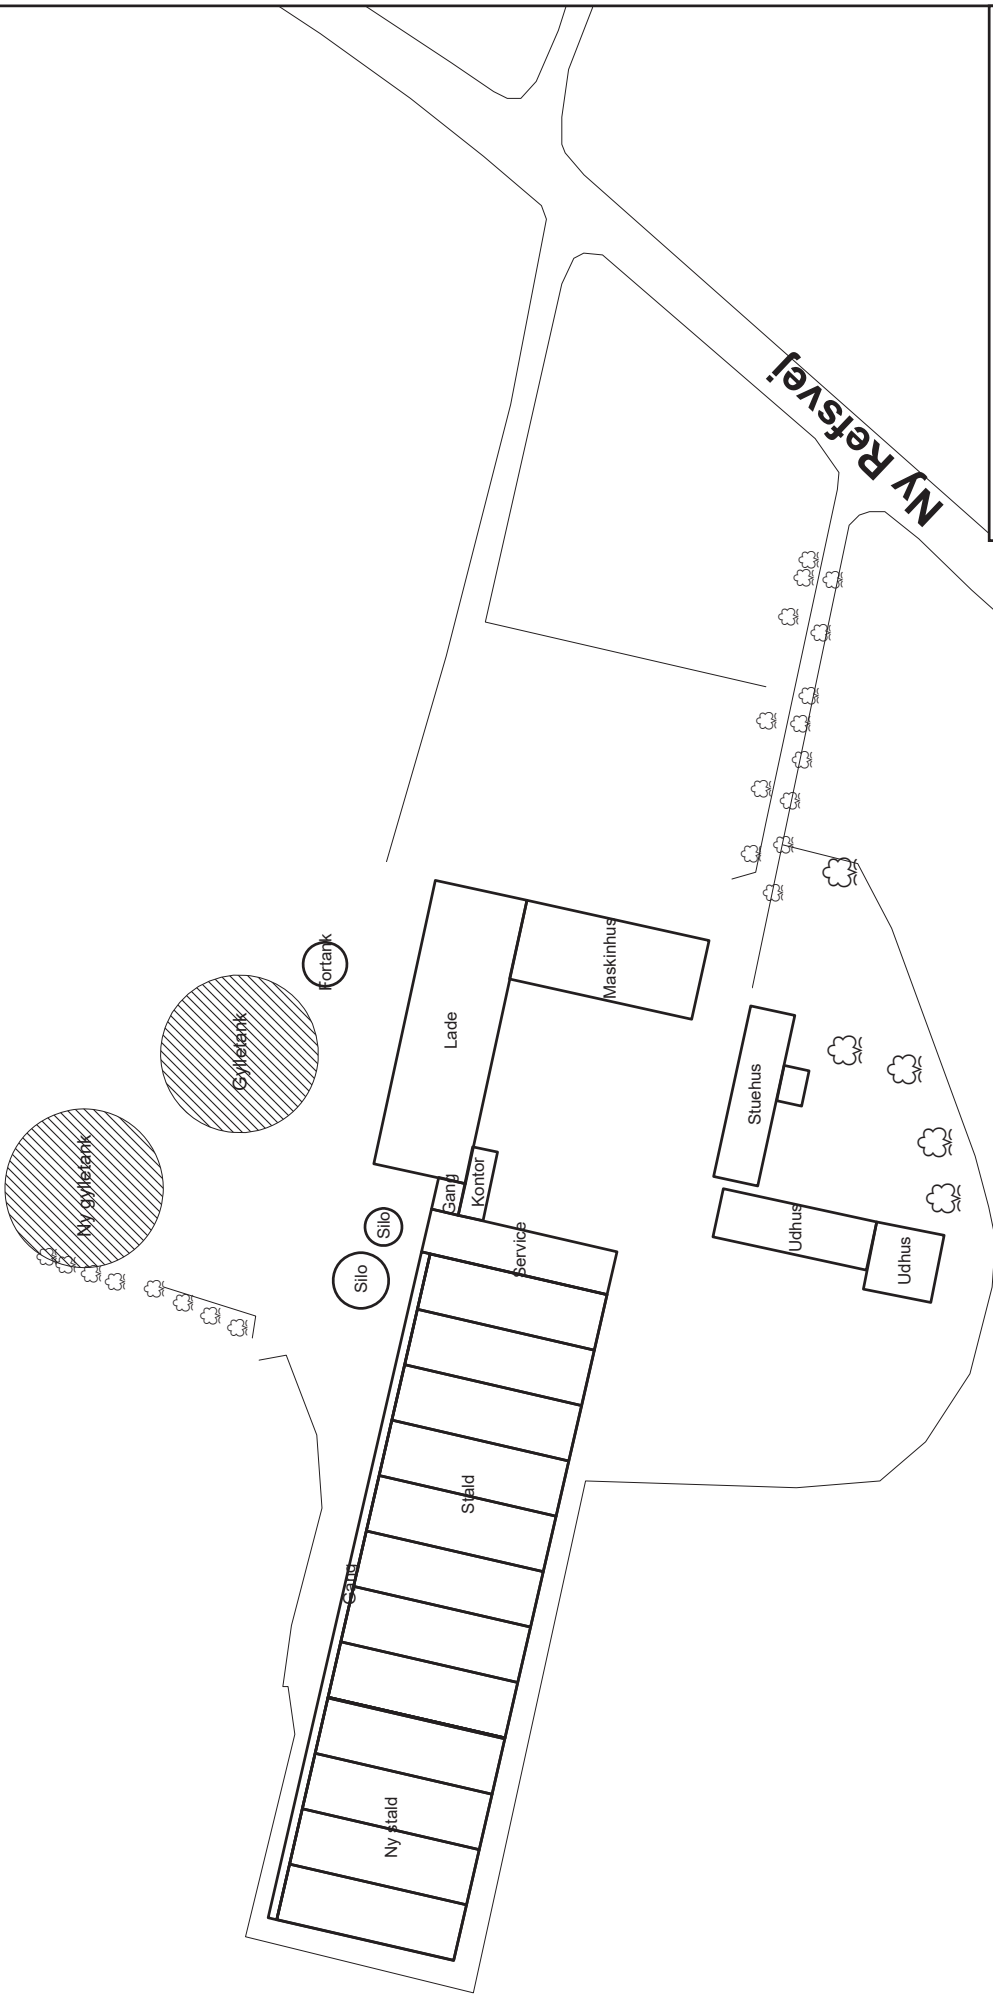 Ny Refsvej
Fortank
Maskinhus
Gylletank
Lade
Stuehus
Ny gylletank
Gang
Kontor
Silo
Udhus
Service
Silo
Udhus
Stald
Gang
Ny stald